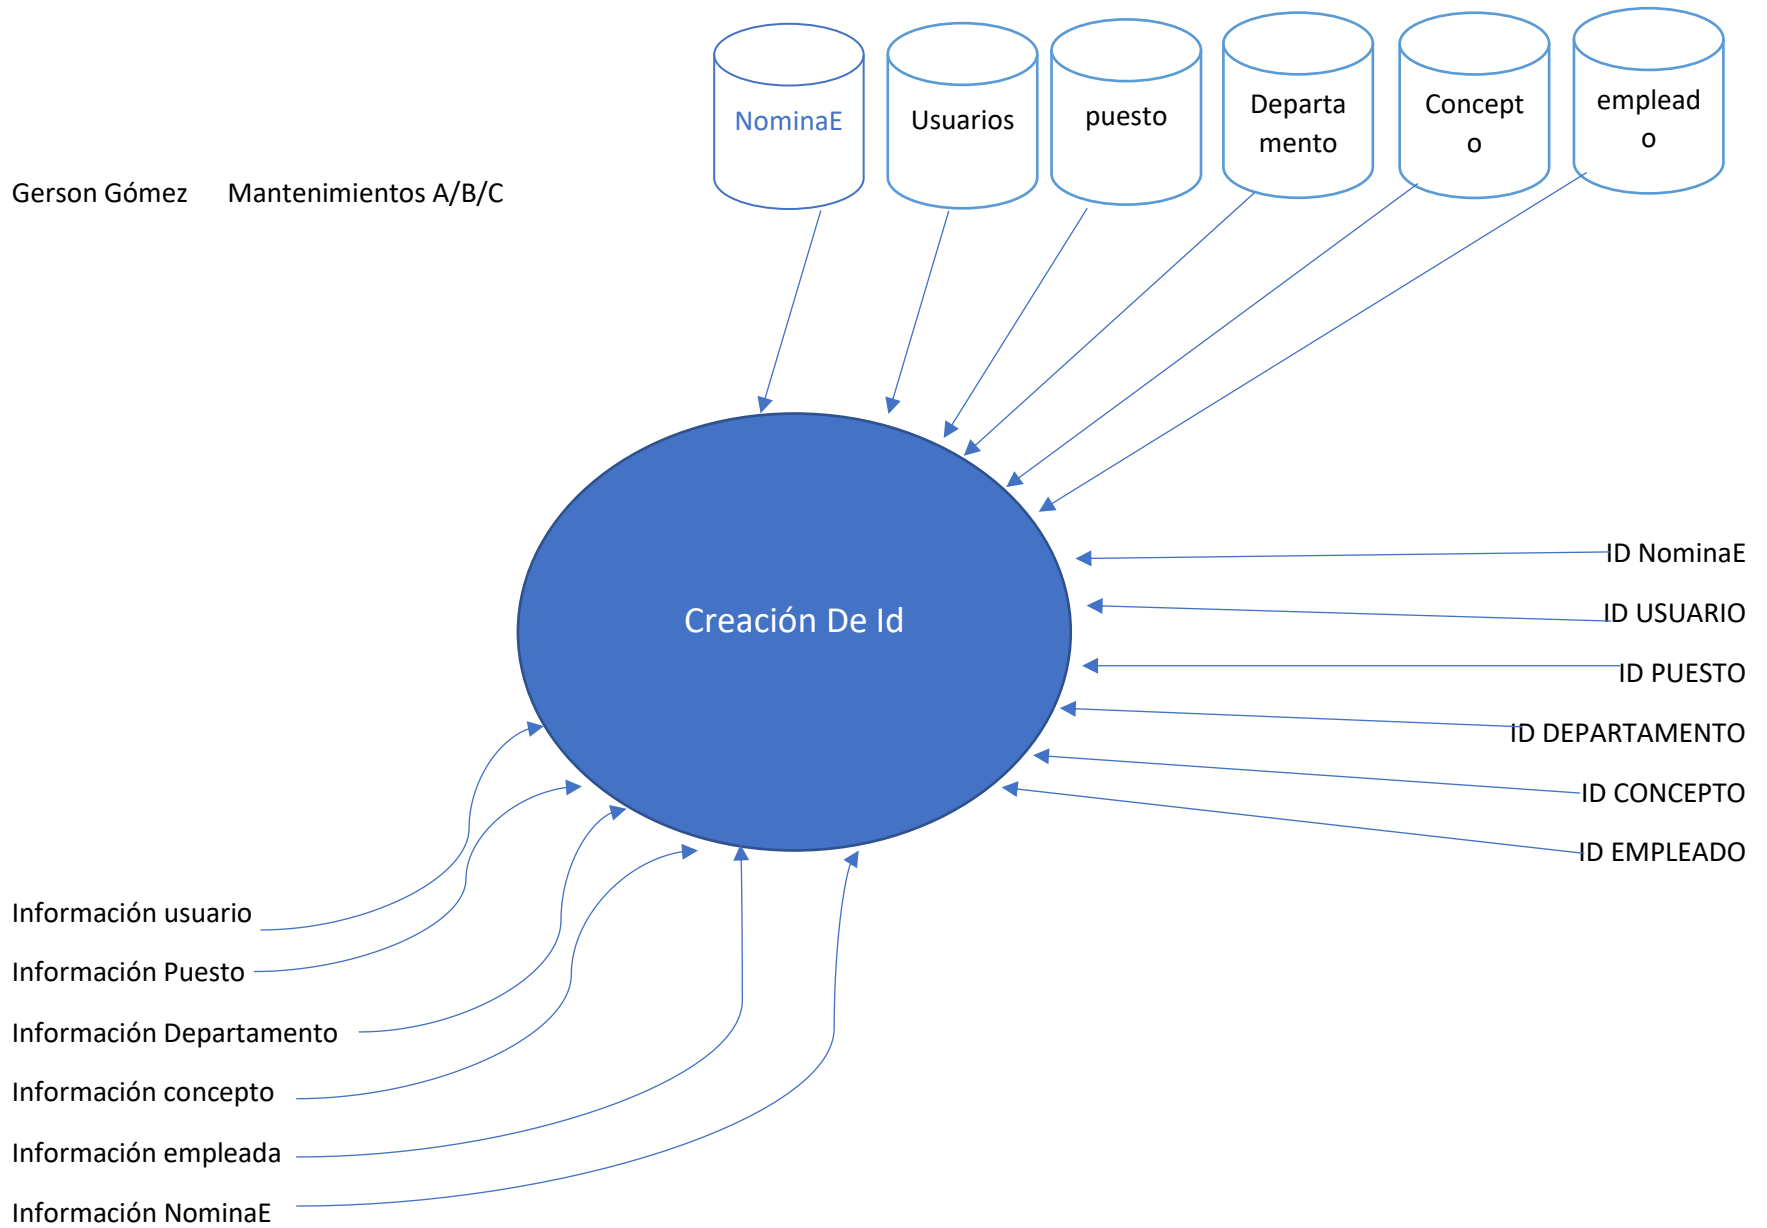 NominaE
Usuarios
puesto
Departa
mento
Concept
o
emplead
o
Gerson Gómez Mantenimientos A/B/C
Creación De Id
ID NominaE
ID USUARIO
ID PUESTO
ID DEPARTAMENTO
ID CONCEPTO
ID EMPLEADO
Información usuario
Información Puesto
Información Departamento
Información concepto
Información empleada
Información NominaE